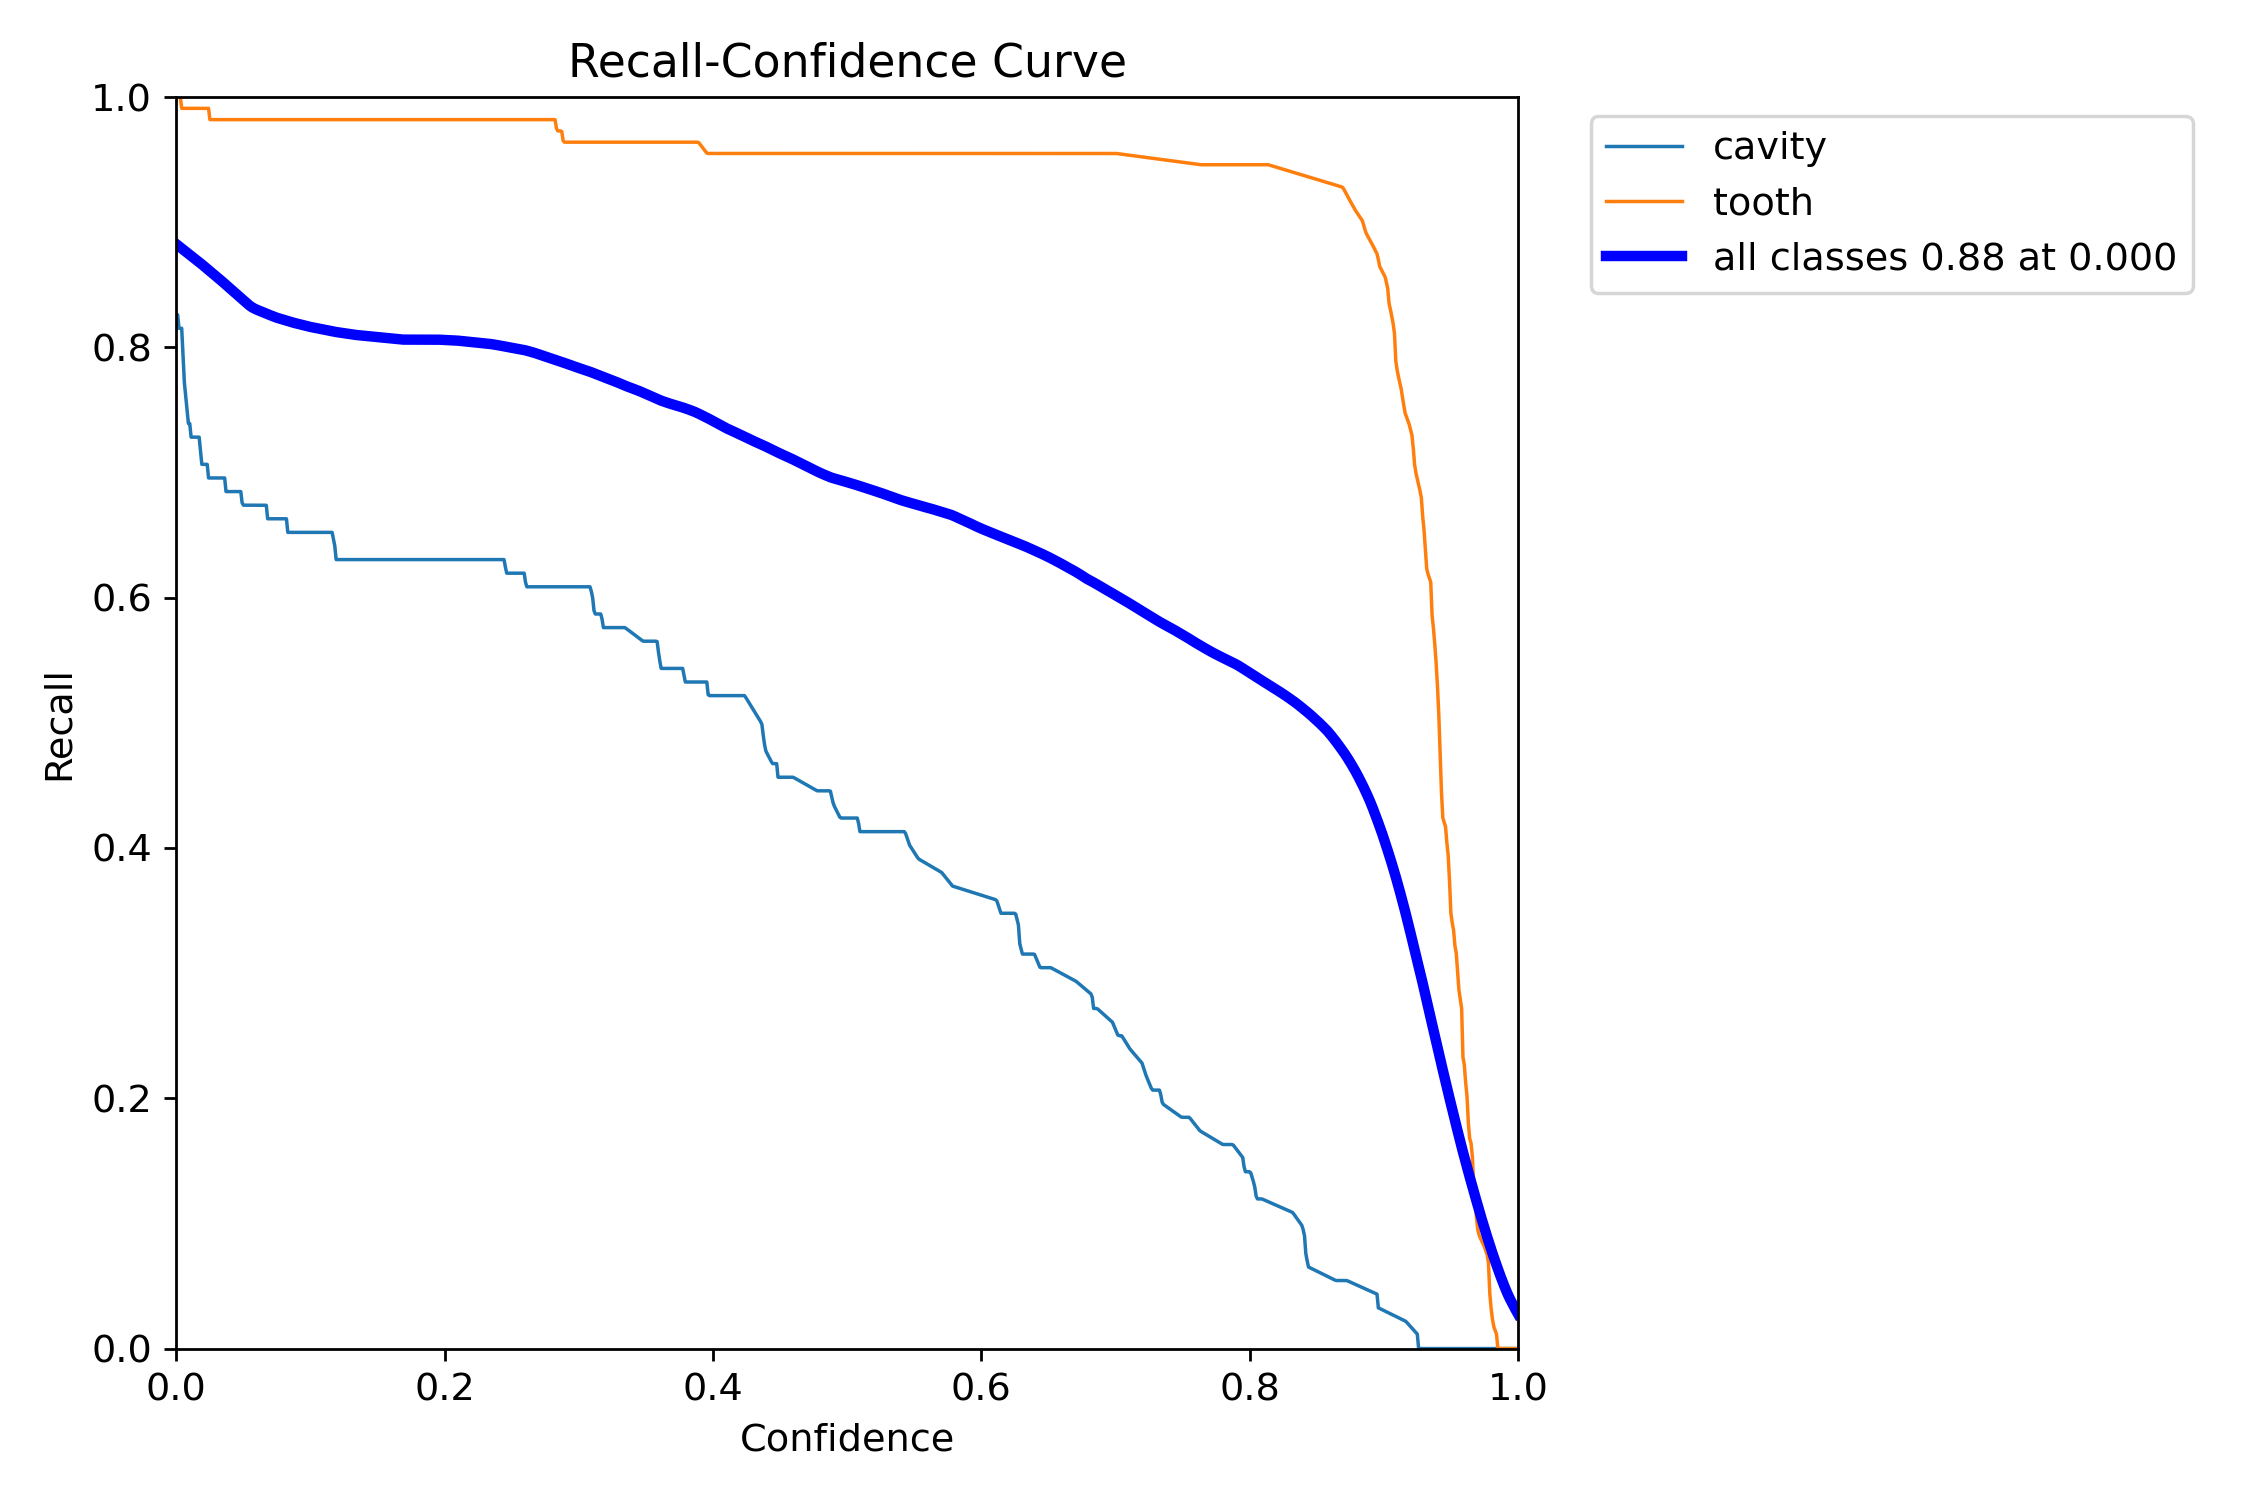 Recall-Confidence Curve
1.0
0.8
0.6
0.4
0.2
0.0
Recall
0.0 0.2 0.4 0.6 0.8 1.0
Confidence
cavity
tooth
all classes 0.88 at 0.000